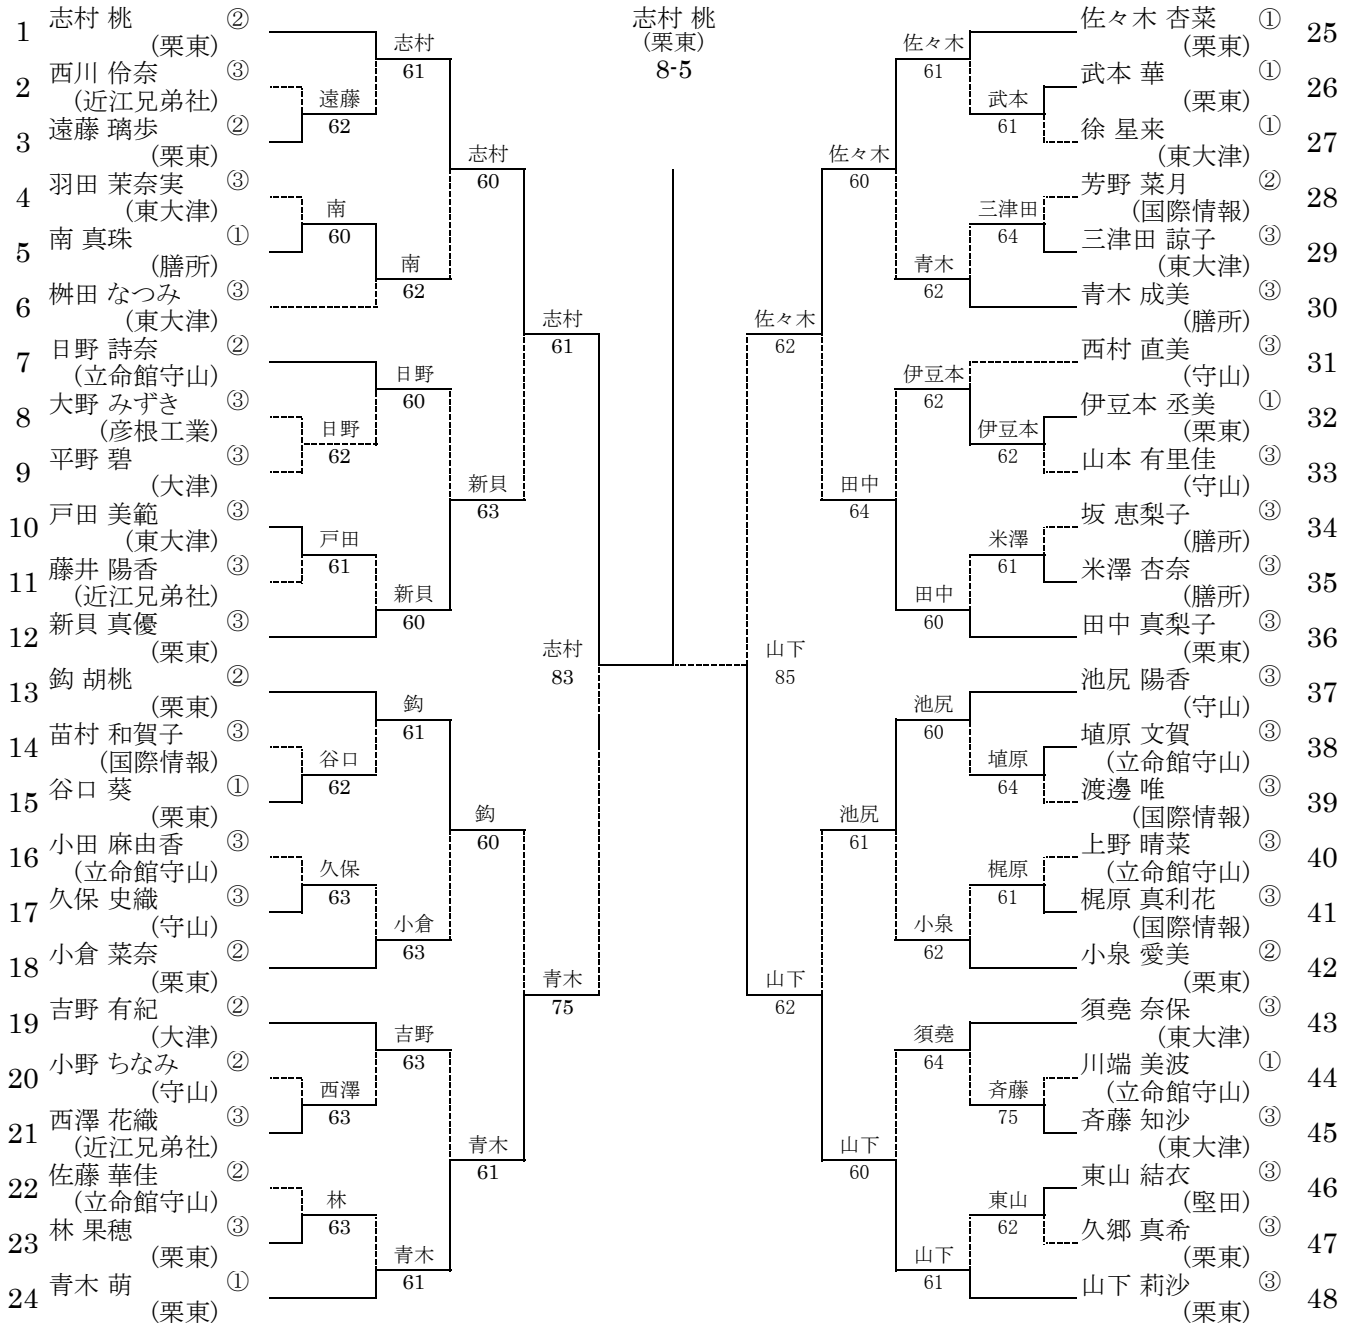 志村 桃
(栗東)
8-5
1 志村 桃 ②
(栗東)
2 西川 伶奈 ③
(近江兄弟社)
3 遠藤 璃歩 ②
(栗東)
4 羽田 茉奈実 ③
(東大津)
5 南 真珠 ①
(膳所)
6 桝田 なつみ ③
(東大津)
7 日野 詩奈 ②
(立命館守山)
8 大野 みずき ③
(彦根工業)
9 平野 碧 ③
(大津)
10 戸田 美範 ③
(東大津)
11 藤井 陽香 ③
(近江兄弟社)
12 新貝 真優 ③
(栗東)
13 鈎 胡桃 ②
(栗東)
14 苗村 和賀子 ③
(国際情報)
15 谷口 葵 ①
(栗東)
16 小田 麻由香 ③
(立命館守山)
17 久保 史織 ③
(守山)
18 小倉 菜奈 ②
(栗東)
19 吉野 有紀 ②
(大津)
20 小野 ちなみ ②
(守山)
21 西澤 花織 ③
(近江兄弟社)
22 佐藤 華佳 ②
(立命館守山)
23 林 果穂 ③
(栗東)
24 青木 萌 ①
(栗東)
遠藤
62
南
60
日野
62
戸田
61
谷口
62
久保
63
西澤
63
林
63
志村
61
南
62
日野
60
新貝
60
鈎
61
小倉
63
吉野
63
青木
61
志村
60
新貝
63
鈎
60
青木
61
志村
61
青木
75
志村
83
山下
85
佐々木
62
山下
62
佐々木
60
田中
64
池尻
61
山下
60
佐々木
61
青木
62
伊豆本
62
田中
60
池尻
60
小泉
62
須堯
64
山下
61
武本
61
三津田
64
伊豆本
62
米澤
61
埴原
64
梶原
61
斉藤
75
東山
62
佐々木 杏菜 ① 25
(栗東)
武本 華 ① 26
(栗東)
徐 星来 ① 27
(東大津)
芳野 菜月 ② 28
(国際情報)
三津田 諒子 ③ 29
(東大津)
青木 成美 ③ 30
(膳所)
西村 直美 ③ 31
(守山)
伊豆本 丞美 ① 32
(栗東)
山本 有里佳 ③ 33
(守山)
坂 恵梨子 ③ 34
(膳所)
米澤 杏奈 ③ 35
(膳所)
田中 真梨子 ③ 36
(栗東)
池尻 陽香 ③ 37
(守山)
埴原 文賀 ③ 38
(立命館守山)
渡邊 唯 ③ 39
(国際情報)
上野 晴菜 ③ 40
(立命館守山)
梶原 真利花 ③ 41
(国際情報)
小泉 愛美 ② 42
(栗東)
須堯 奈保 ③ 43
(東大津)
川端 美波 ① 44
(立命館守山)
斉藤 知沙 ③ 45
(東大津)
東山 結衣 ③ 46
(堅田)
久郷 真希 ③ 47
(栗東)
山下 莉沙 ③ 48
(栗東)